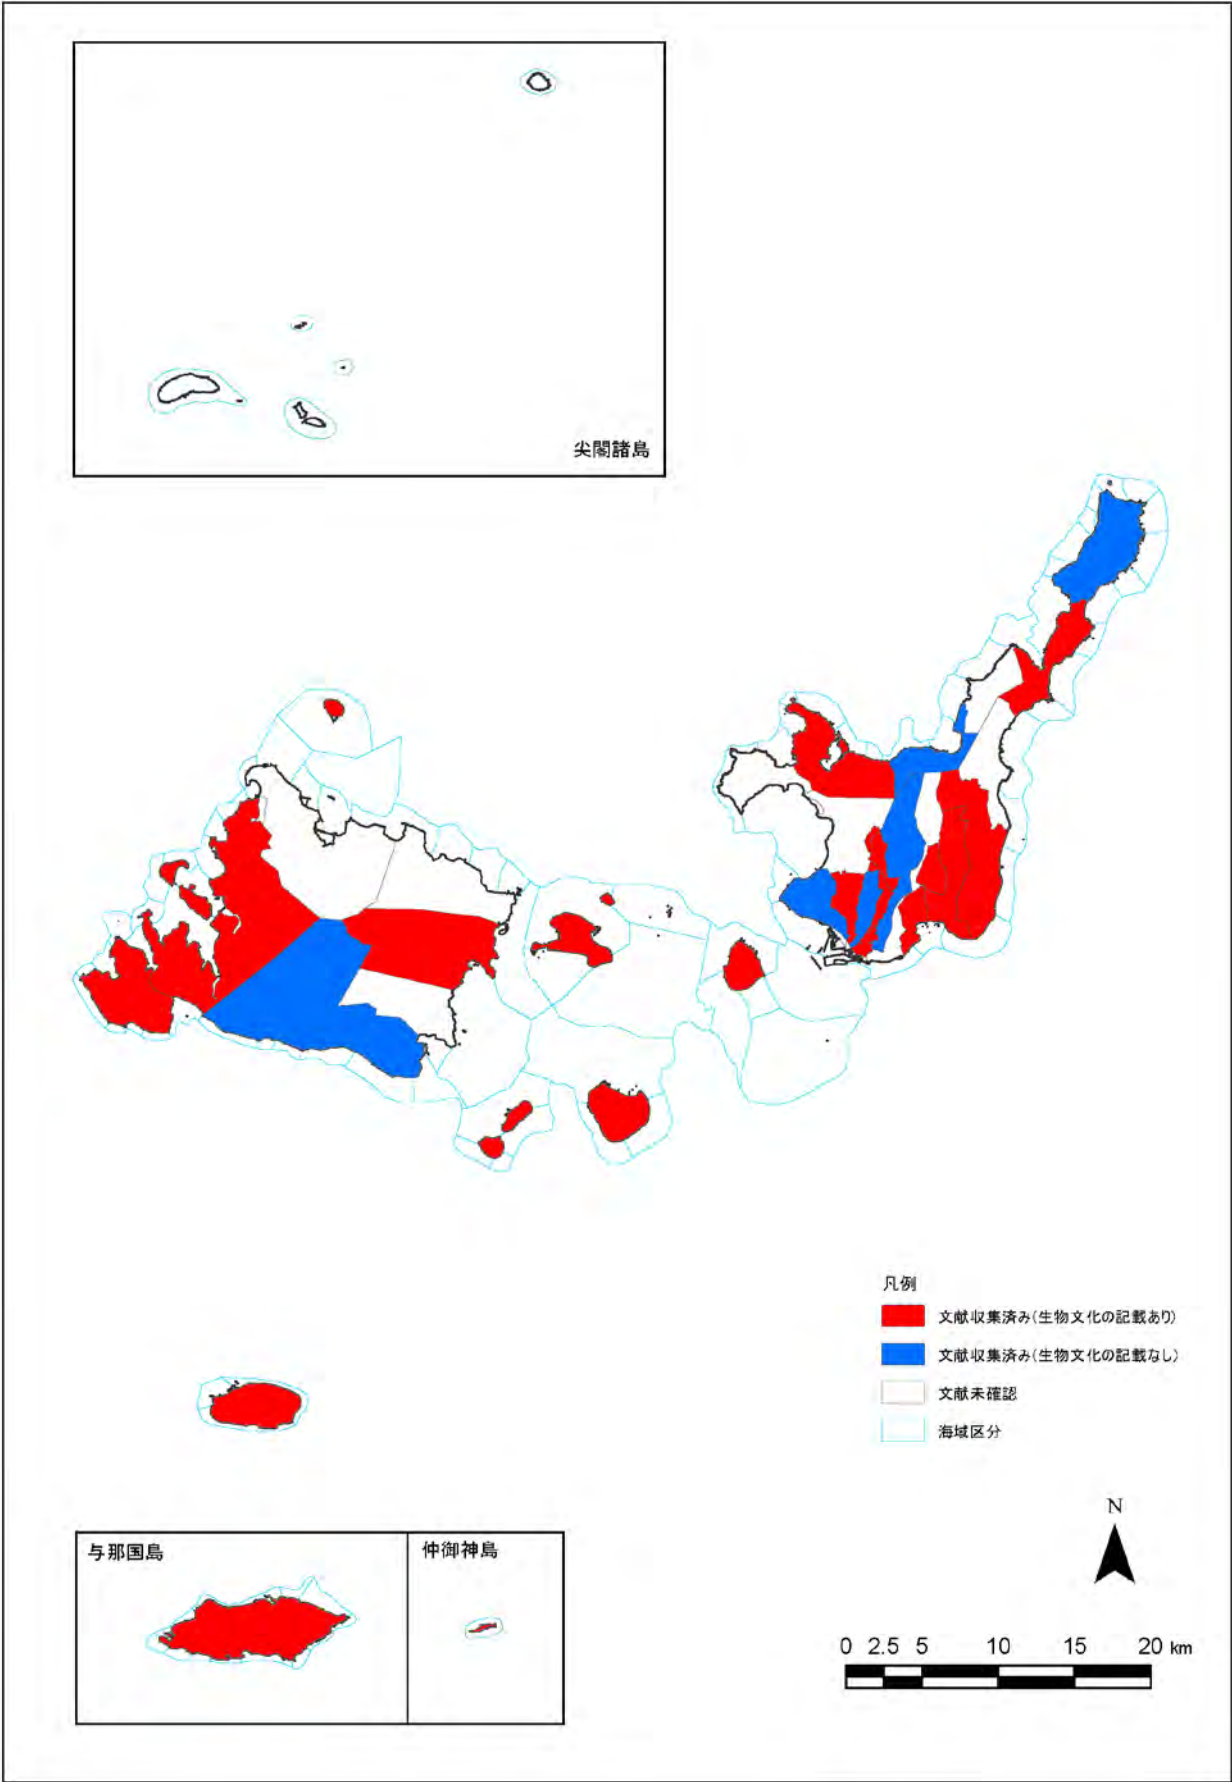 尖閣諸島
凡例
文献収集済み(生物文化の記載あり)
文献収集済み(生物文化の記載なし)
文献未確認
海域区分
N
与那国島
仲御神島
0 2.5 5 10 15 20 km